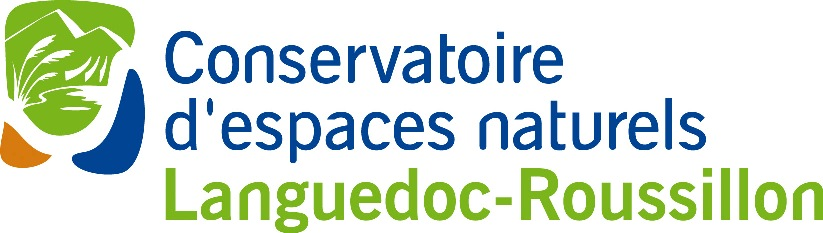 Conservatoire
d'espaces naturels
Languedoc-Roussillon